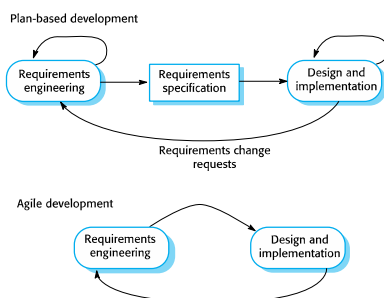 Plan-based development
Requirements
engineering
Requirements
specification
Design and
implementation
Requirements change
requests
Agile development
Requirements
engineering
Design and
implementation